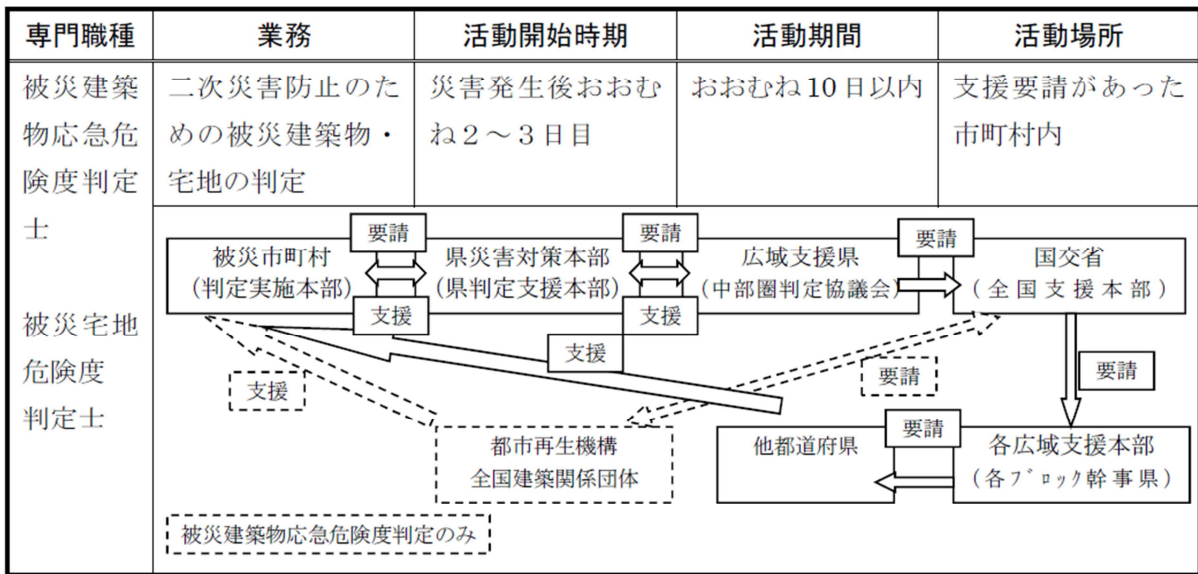 専門職種
業務
活動開始時期
活動期間
活動場所
被災建築
物応急危
険度判定
士
被災宅地
危険度
判定士
二次災害防止のた
めの被災建築物・
宅地の判定
災害発生後おおむ
ね2～3日目
おおむね10日以内
支援要請があった
市町村内
要請
要請
要請
被災市町村
(判定実施本部)
県災害対策本部
(県判定支援本部)
広域支援県
(中部圏判定協議会)
国交省
(全国支援本部)
支援
支援
支援
支援
要請
要請
都市再生機構
全国建築関係団体
他都道府県
要請
各広域支援本部
(各ブロック幹事県)
被災建築物応急危険度判定のみ